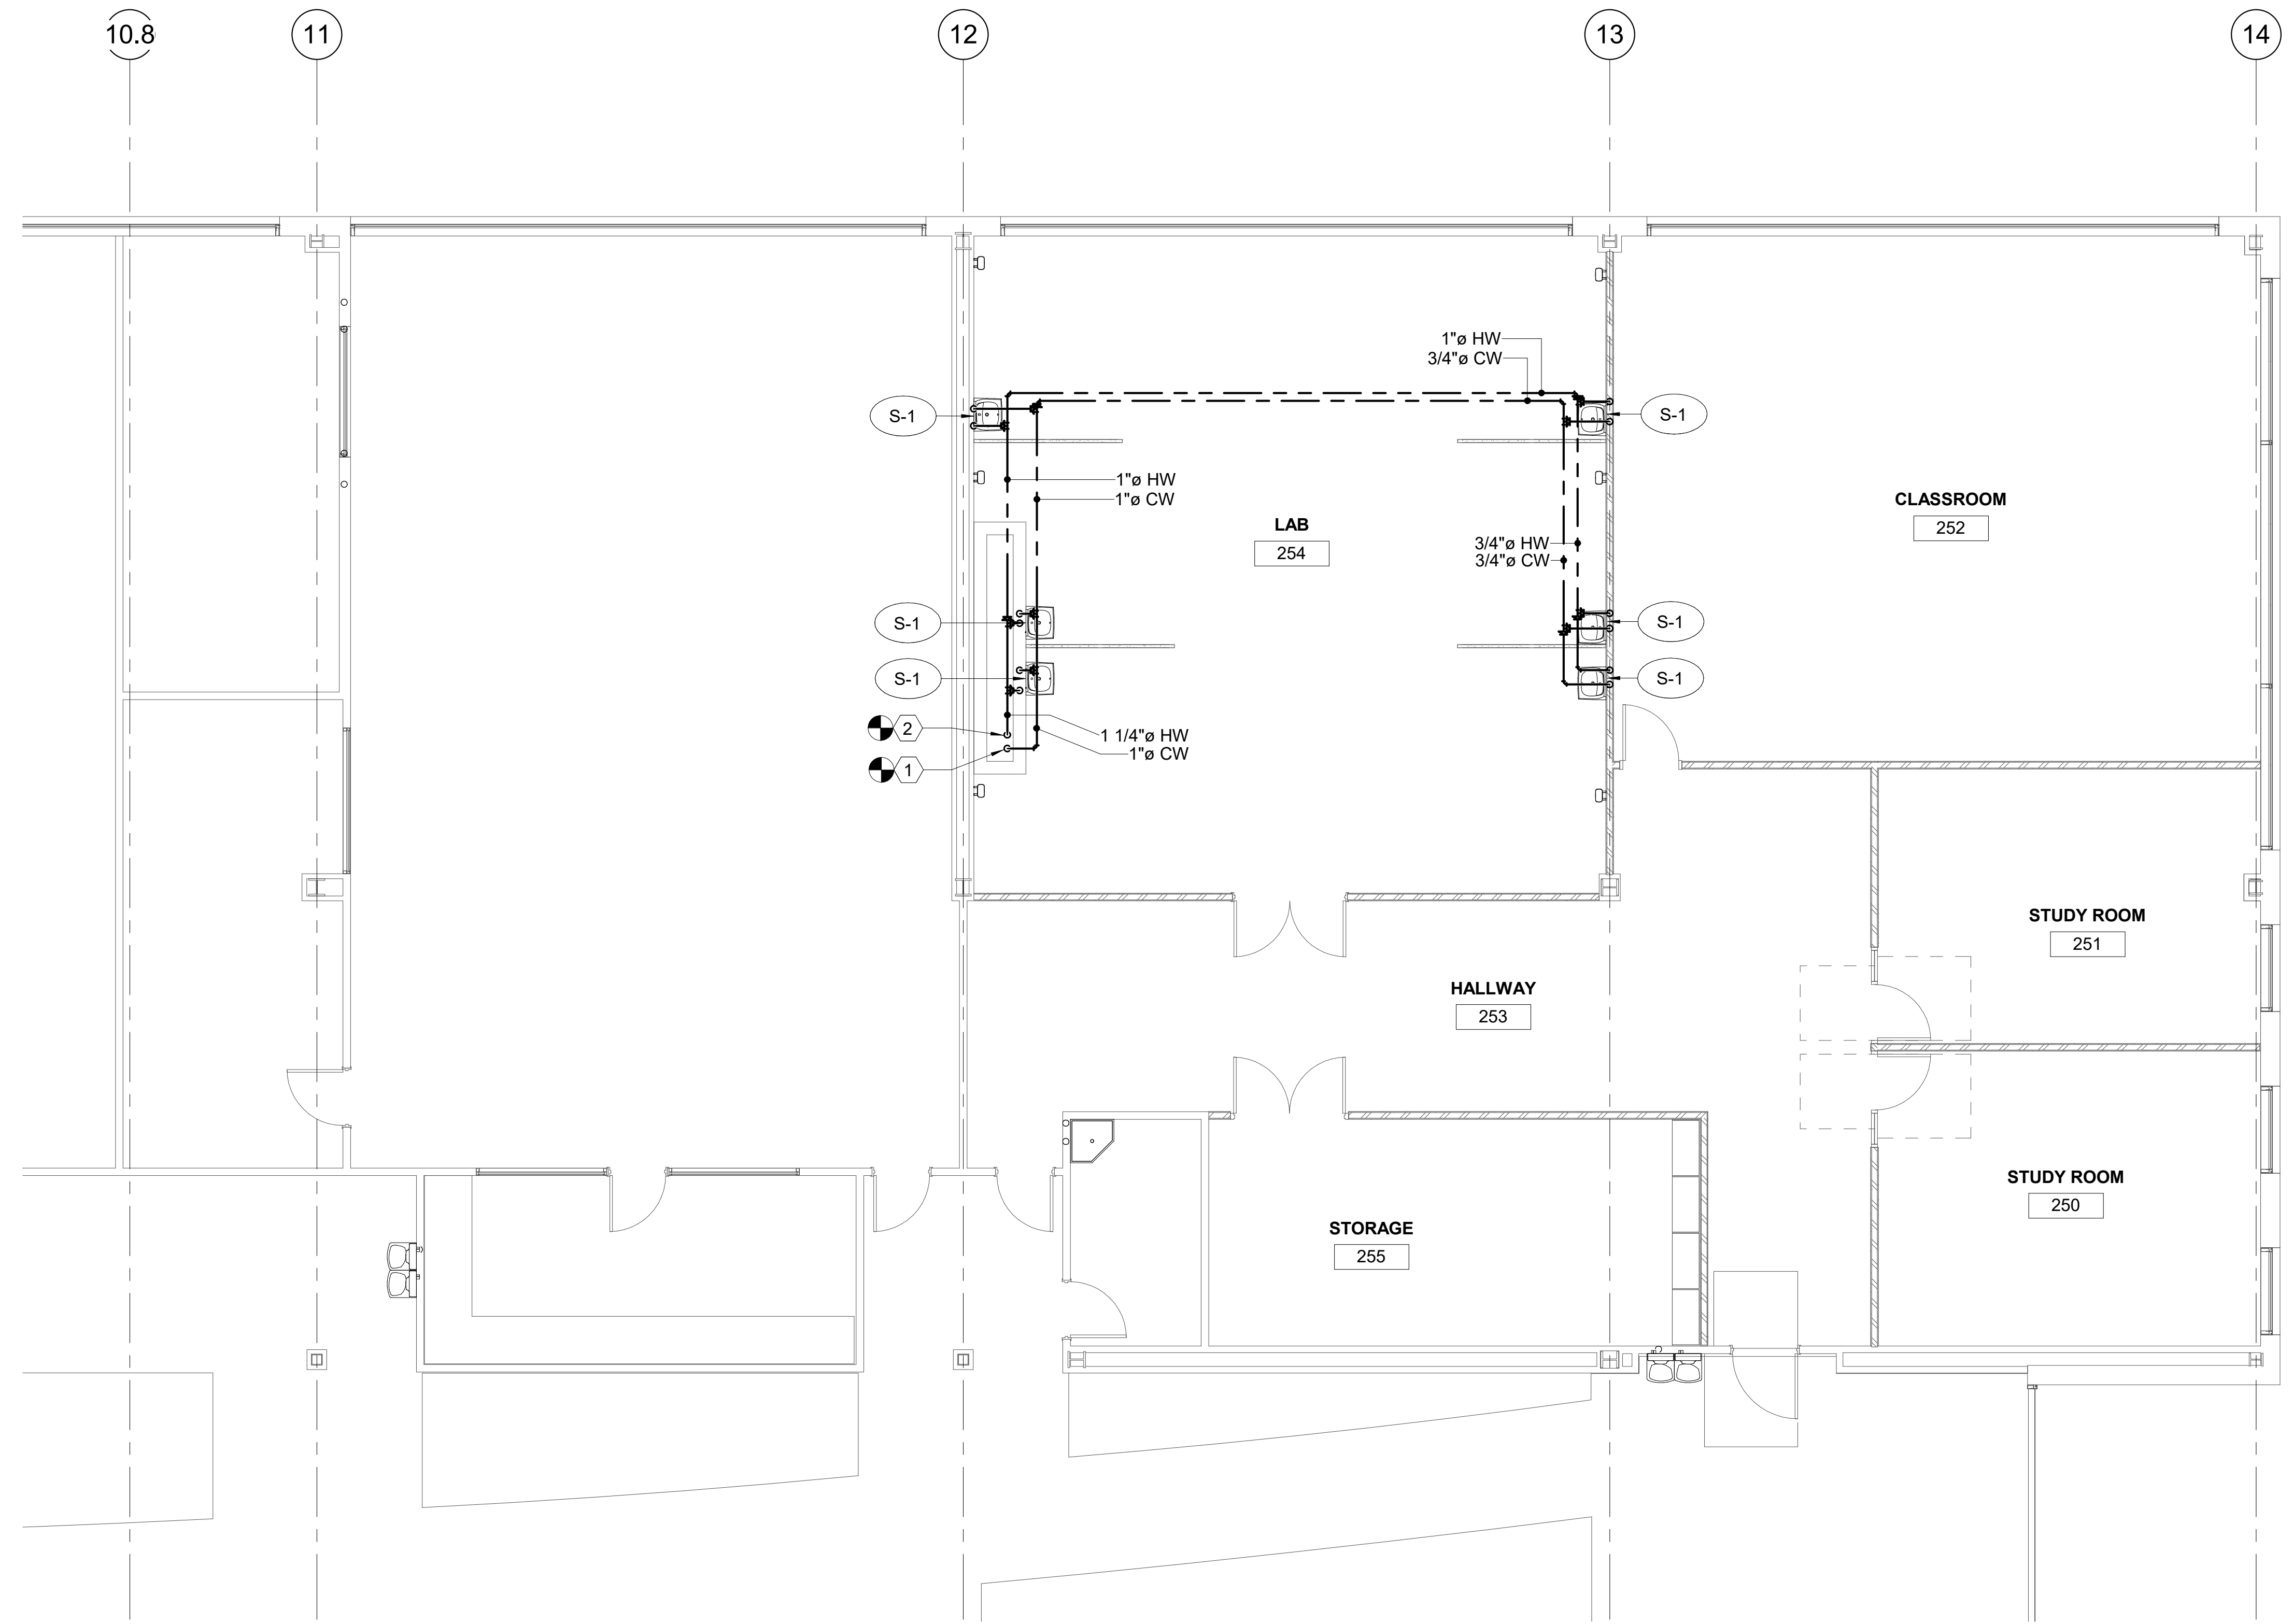 10.8
11
12
13
14
1"ø HW
3/4"ø CW
S-1
S-1
1"ø HW
1"ø CW
CLASSROOM
252
LAB
254
3/4"ø HW
3/4"ø CW
S-1
S-1
S-1
S-1
2
1 1/4"ø HW
1"ø CW
1
STUDY ROOM
251
HALLWAY
253
STUDY ROOM
250
STORAGE
255